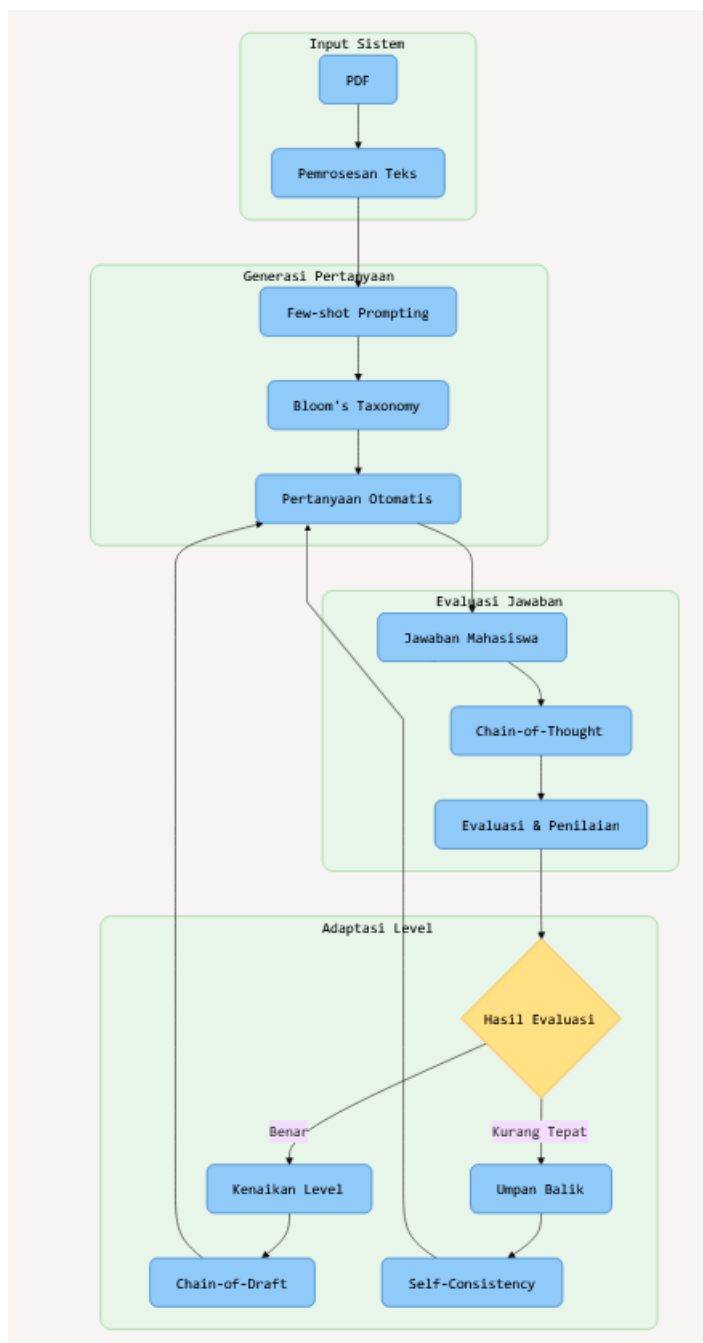 Input Sistem
PDF
Pemrosesan Teks
Generasi Pertanyaan
Few-shot Prompting
Bloom's Taxonomy
Pertanyaan Otomatis
Evaluasi Jawaban
Jawaban Mahasiswa
Chain-of-Thought
Evaluasi & Penilaian
Adaptasi Level
Hasil Evaluasi
Benar
Kurang Tepat
Kenaikan Level
Umpan Balik
Chain-of-Draft
Self-Consistency